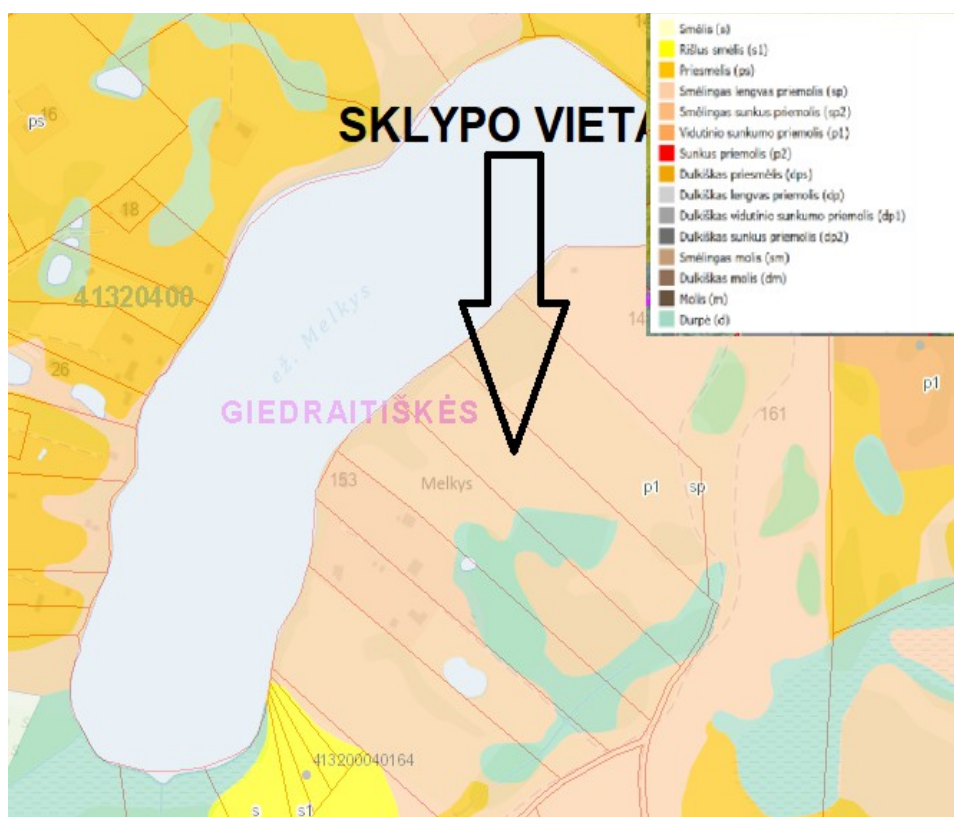 Smėlis (s)
Rišlus smėlis (s1)
Priesmėlis (ps)
Smėlingas lengvas priemolis (sp)
Smėlingas sunkus priemolis (sp2)
Vidutinio sunkumo priemolis (p1)
Sunkus priemolis (p2)
Dulkiškas priesmėlis (dps)
Dulkiškas lengvas priemolis (dp)
Dulkiškas vidutinio sunkumo priemolis (dp1)
Dulkiškas sunkus priemolis (dp2)
Smėlingas molis (sm)
Dulkiškas molis (dm)
Molis (m)
Durpė (d)
SKLYPO VIETA
16
ps
18
41320400
ež. Melkys
26
GIEDRAITIŠKĖS
161
p1
153
Melkys
p1
sp
413200040164
s
s1